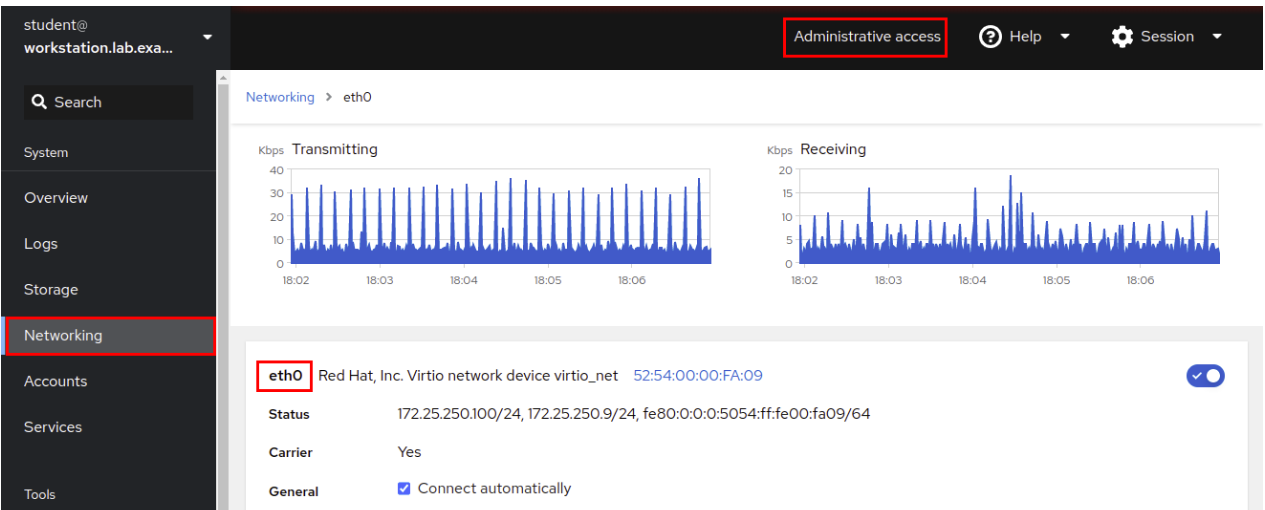 student@
workstation.lab.exa...
Administrative access
Help
Session
Search
System
Overview
Logs
Storage
Networking
Accounts
Services
Tools
Networking > eth0
Kbps Transmitting
40
30
20
10
0
18:02 18:03 18:04 18:05 18:06
Kbps Receiving
20
15
10
5
0
18:02 18:03 18:04 18:05 18:06
eth0 Red Hat, Inc. Virtio network device virtio_net 52:54:00:00:FA:09
Status 172.25.250.100/24, 172.25.250.9/24, fe80:0:0:0:5054:ff:fe00:fa09/64
Carrier Yes
General Connect automatically